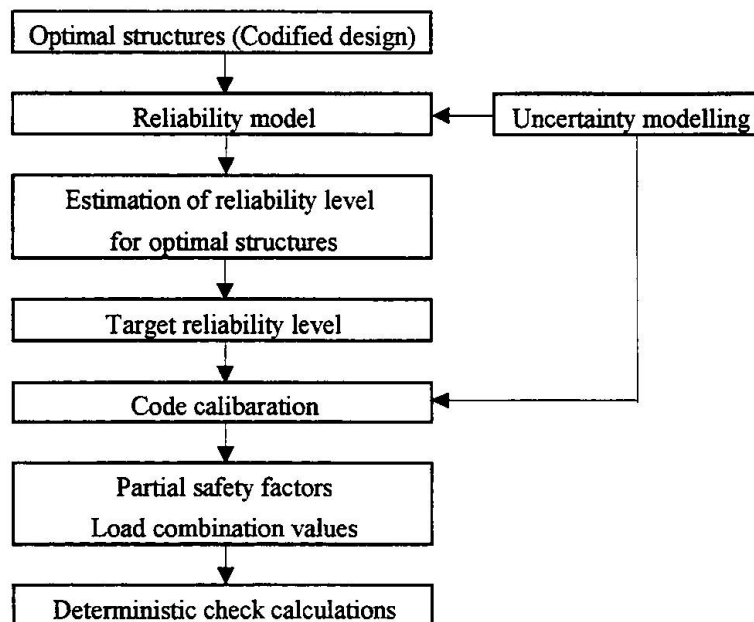 Optimal structures (Codified design)
Reliability model
Uncertainty modelling
Estimation of reliability level
for optimal structures
Target reliability level
Code calibaration
Partial safety factors
Load combination values
Deterministic check calculations